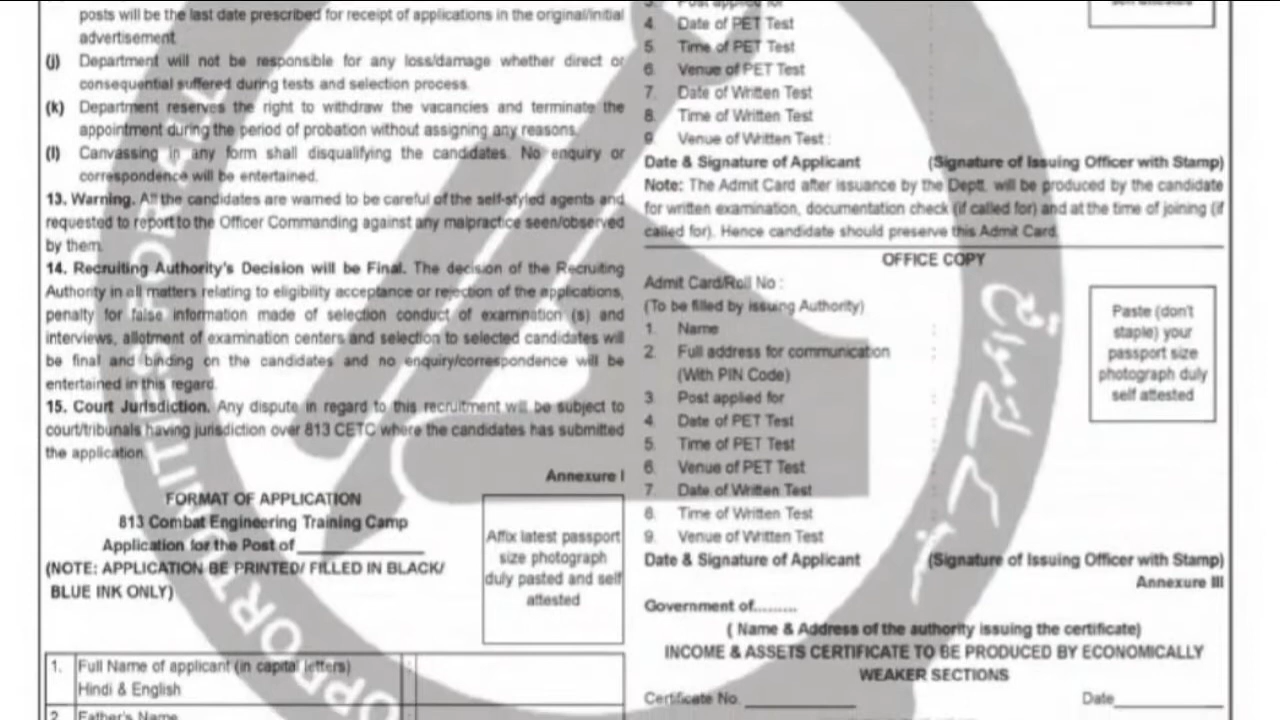 posts will be the last date prescribed for receipt of applications in the original/initial
advertisement.
(j) Department will not be responsible for any loss/damage whether direct or
consequential suffered during tests and selection process.
(k) Department reserves the right to withdraw the vacancies and terminate the
appointment during the period of probation without assigning any reasons.
(l) Canvassing in any form shall disqualifying the candidates. No enquiry or
correspondence will be entertained.
13. Warning. All the candidates are warned to be careful of the self-styled agents and
requested to report to the Officer Commanding against any malpractice seen/observed
by them.
14. Recruiting Authority's Decision will be Final. The decision of the Recruiting
Authority in all matters relating to eligibility acceptance or rejection of the applications,
penalty for false information made of selection conduct of examination (s) and
interviews, allotment of examination centers and selection to selected candidates will
be final and binding on the candidates and no enquiry/correspondence will be
entertained in this regard.
15. Court Jurisdiction. Any dispute in regard to this recruitment will be subject to
court/tribunals having jurisdiction over 813 CETC where the candidates has submitted
the application.
Annexure I
FORMAT OF APPLICATION
813 Combat Engineering Training Camp
Application for the Post of
(NOTE: APPLICATION BE PRINTED/ FILLED IN BLACK/
BLUE INK ONLY)
Affix latest passport
size photograph
duly pasted and self
attested
1. Full Name of applicant (in capital letters) :
Hindi & English
2. Father's Name
3. Post applied for
4. Date of PET Test :
5. Time of PET Test :
6. Venue of PET Test :
7. Date of Written Test :
8. Time of Written Test :
9. Venue of Written Test :
Date & Signature of Applicant (Signature of Issuing Officer with Stamp)
Note: The Admit Card after issuance by the Deptt. will be produced by the candidate
for written examination, documentation check (if called for) and at the time of joining (if
called for). Hence candidate should preserve this Admit Card.
OFFICE COPY
Admit Card/Roll No :
(To be filled by issuing Authority)
1. Name :
2. Full address for communication :
(With PIN Code)
3. Post applied for :
4. Date of PET Test :
5. Time of PET Test :
6. Venue of PET Test :
7. Date of Written Test :
8. Time of Written Test :
9. Venue of Written Test :
Paste (don't
staple) your
passport size
photograph duly
self attested
Date & Signature of Applicant (Signature of Issuing Officer with Stamp)
Annexure III
Government of.........
( Name & Address of the authority issuing the certificate)
INCOME & ASSETS CERTIFICATE TO BE PRODUCED BY ECONOMICALLY
WEAKER SECTIONS
Certificate No. Date